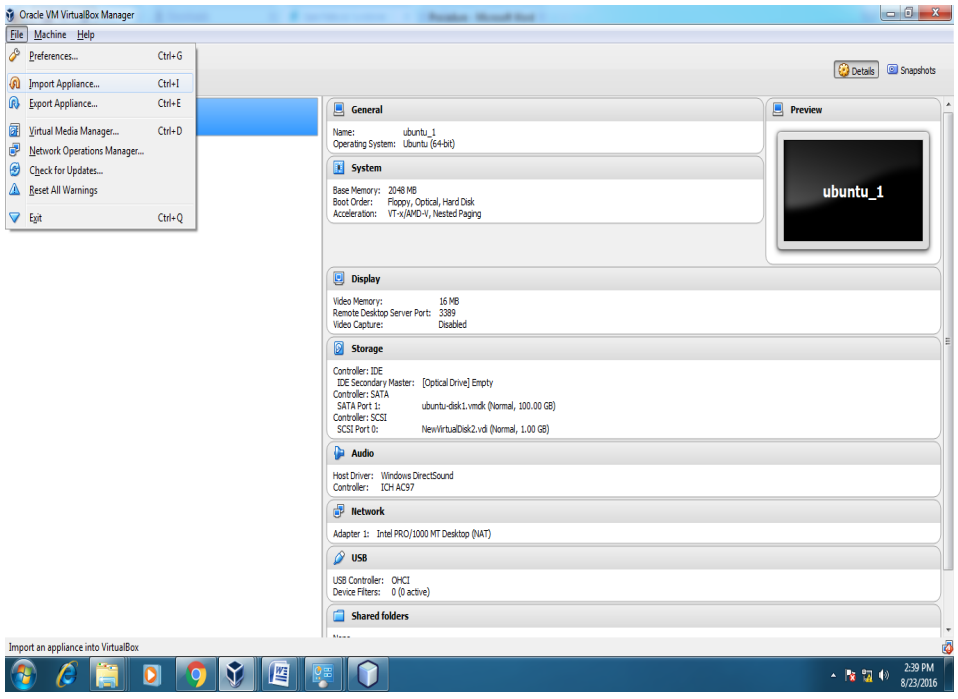 Oracle VM VirtualBox Manager
File Machine Help
Preferences... Ctrl+G
Import Appliance... Ctrl+I
Export Appliance... Ctrl+E
Virtual Media Manager... Ctrl+D
Network Operations Manager...
Check for Updates...
Reset All Warnings
Exit Ctrl+Q
Details Snapshots
General
Name: ubuntu_1
Operating System: Ubuntu (64-bit)
System
Base Memory: 2048 MB
Boot Order: Floppy, Optical, Hard Disk
Acceleration: VT-x/AMD-V, Nested Paging
Preview
ubuntu_1
Display
Video Memory: 16 MB
Remote Desktop Server Port: 3389
Video Capture: Disabled
Storage
Controller: IDE
IDE Secondary Master: [Optical Drive] Empty
Controller: SATA
SATA Port 1: ubuntu-disk1.vmdk (Normal, 100.00 GB)
Controller: SCSI
SCSI Port 0: NewVirtualDisk2.vdi (Normal, 1.00 GB)
Audio
Host Driver: Windows DirectSound
Controller: ICH AC97
Network
Adapter 1: Intel PRO/1000 MT Desktop (NAT)
USB
USB Controller: OHCI
Device Filters: 0 (0 active)
Shared folders
Import an appliance into VirtualBox
2:39 PM
8/23/2016